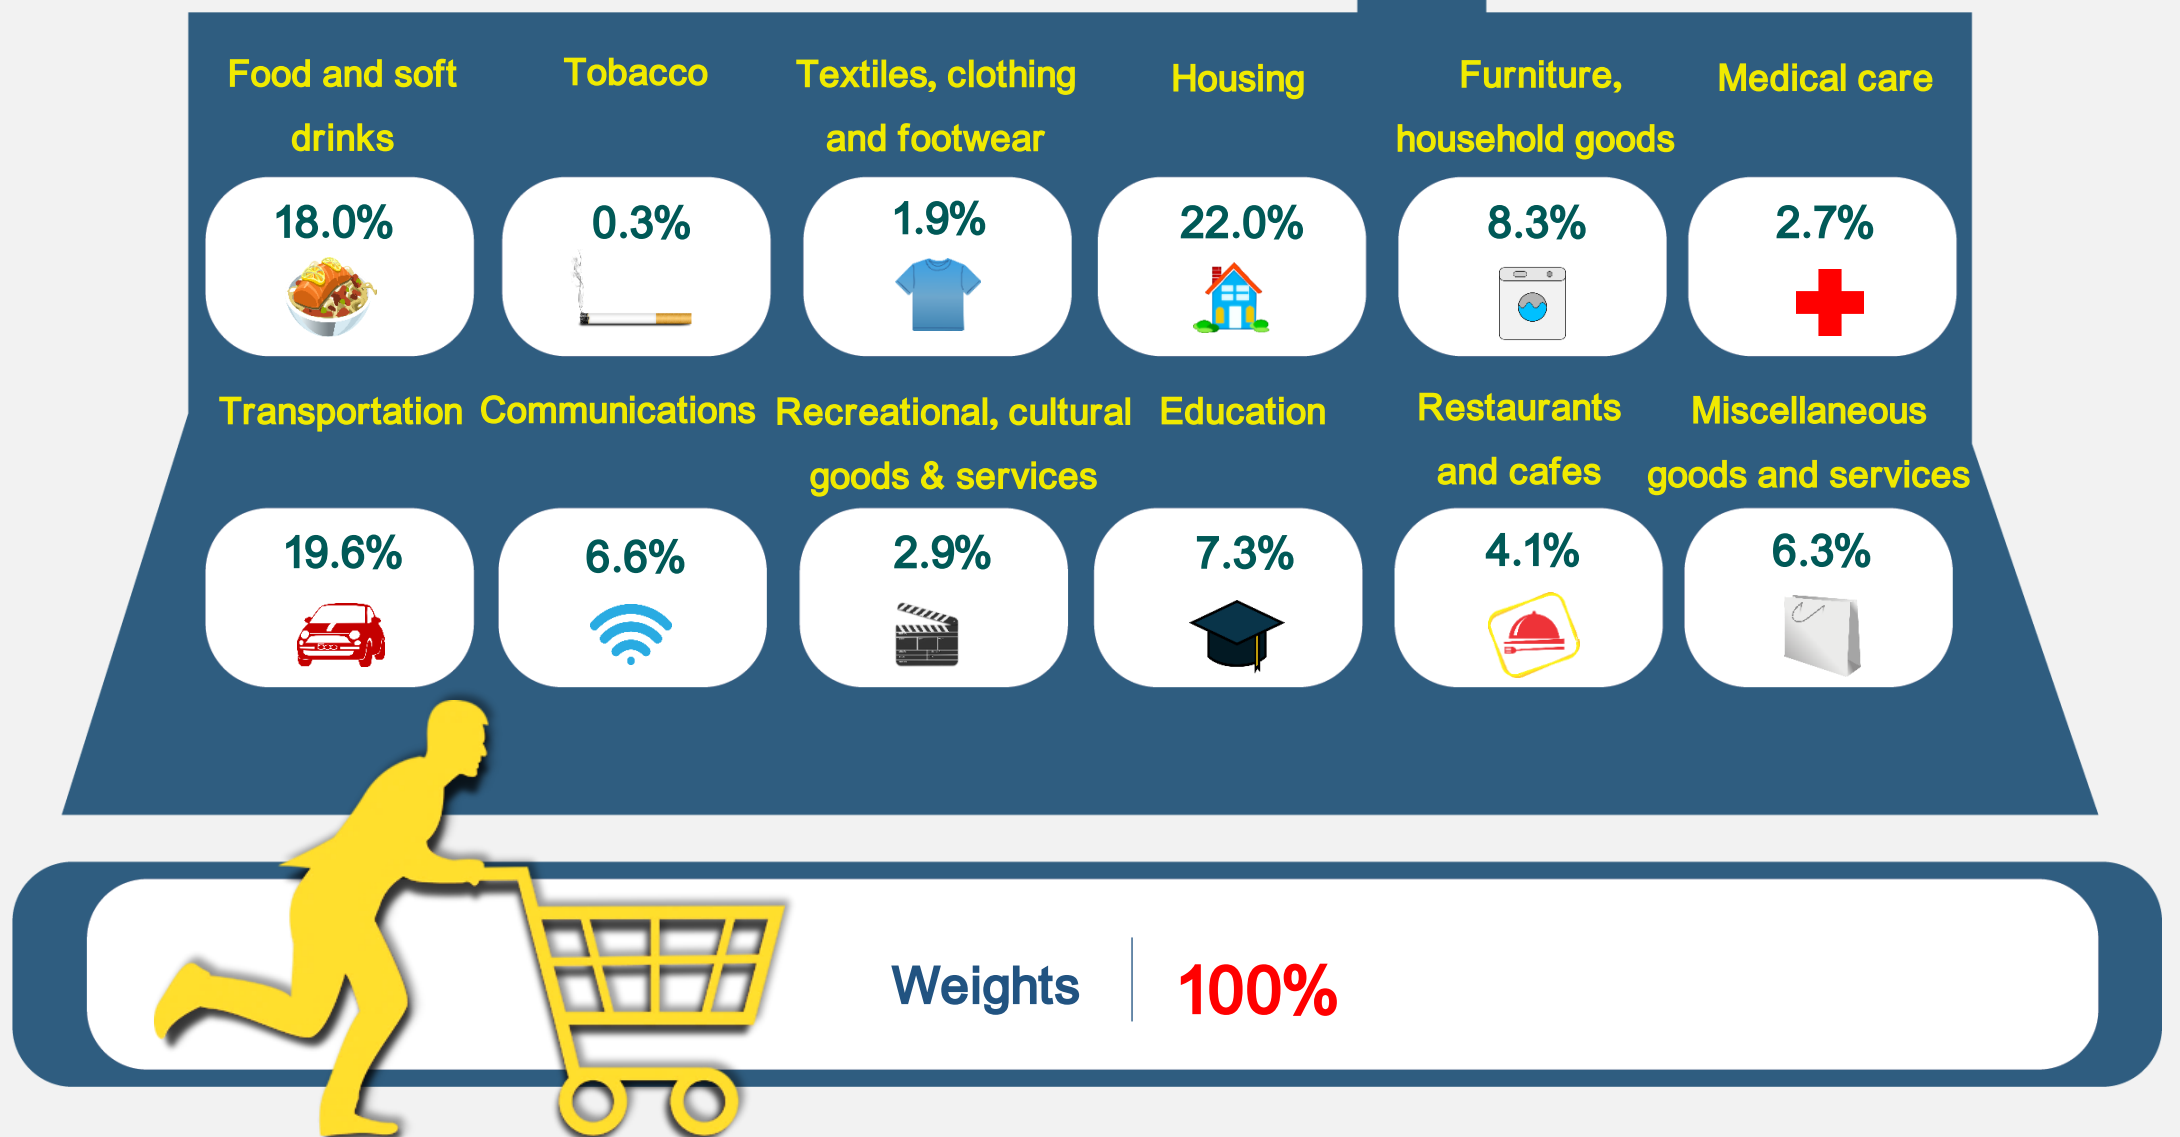 Food and soft
drinks
Tobacco
Textiles, clothing
and footwear
Housing
Furniture,
household goods
Medical care
18.0%
0.3%
1.9%
22.0%
8.3%
2.7%
Transportation
Communications
Recreational, cultural
goods & services
Education
Restaurants
and cafes
Miscellaneous
goods and services
19.6%
6.6%
2.9%
7.3%
4.1%
6.3%
Weights
100%